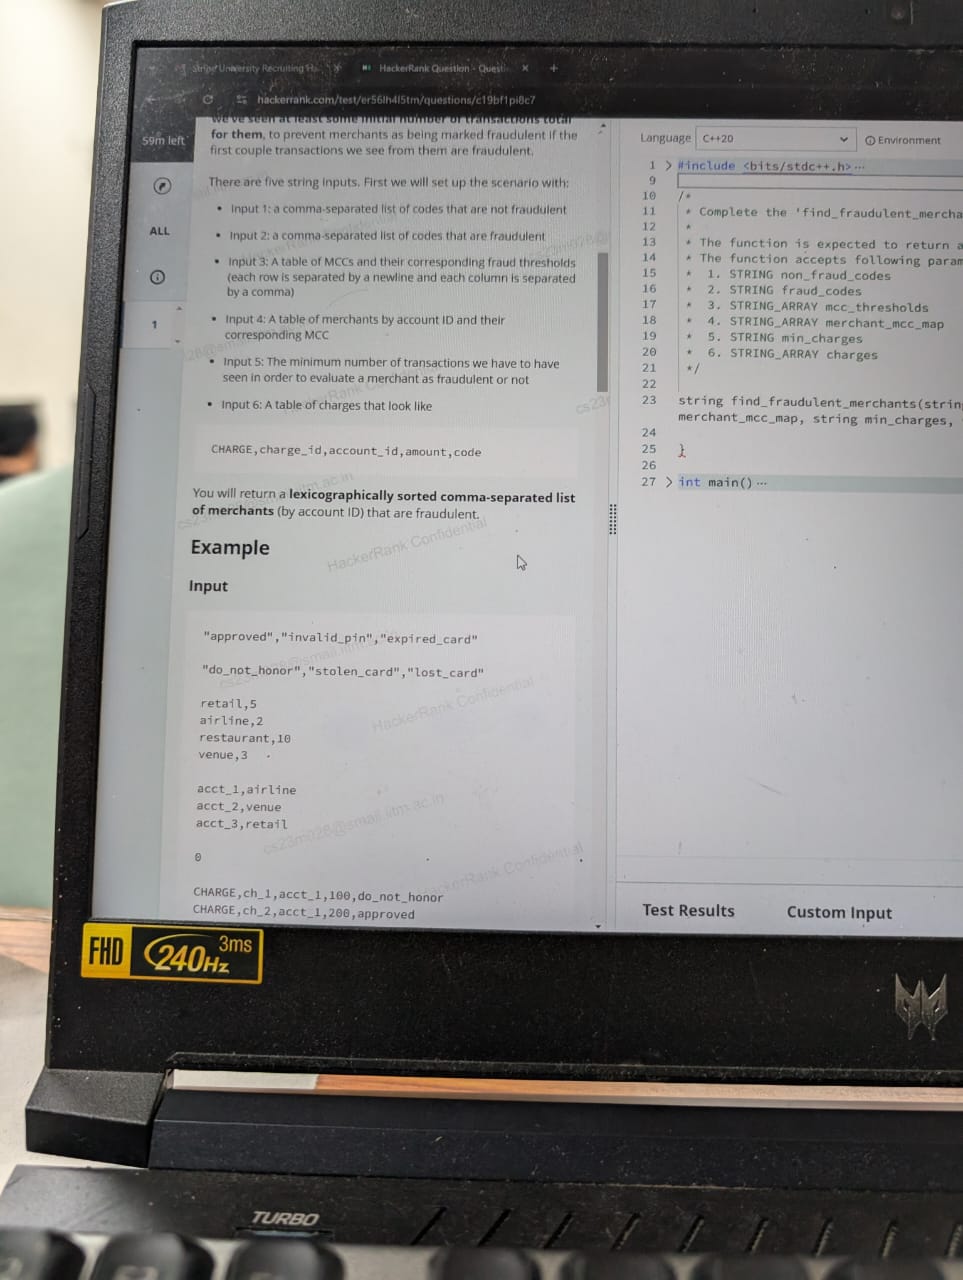 Stripe University Recruiting
HackerRank Question - Questi
hackerrank.com/test/er56lh4l5tm/questions/c19bf1pi8c7
59m left
ALL
1
we've seen at least some initial number of transactions total
for them, to prevent merchants as being marked fraudulent if the
first couple transactions we see from them are fraudulent.
There are five string inputs. First we will set up the scenario with:
• Input 1: a comma-separated list of codes that are not fraudulent
• Input 2: a comma-separated list of codes that are fraudulent
• Input 3: A table of MCCs and their corresponding fraud thresholds
(each row is separated by a newline and each column is separated
by a comma)
• Input 4: A table of merchants by account ID and their
corresponding MCC
• Input 5: The minimum number of transactions we have to have
seen in order to evaluate a merchant as fraudulent or not
• Input 6: A table of charges that look like
CHARGE,charge_id,account_id,amount,code
You will return a lexicographically sorted comma-separated list
of merchants (by account ID) that are fraudulent.
HackerRank Confidential
Example
Input
"approved","invalid_pin","expired_card"
"do_not_honor","stolen_card","lost_card"
HackerRank Confidential
retail,5
airline,2
restaurant,10
venue,3
acct_1,airline
acct_2,venue
acct_3,retail
0
HackerRank Confidential
CHARGE,ch_1,acct_1,100,do_not_honor
CHARGE,ch_2,acct_1,200,approved
Language C++20
Environment
1 > #include <bits/stdc++.h>⋯
9
10 /*
11 * Complete the 'find_fraudulent_mercha
12 *
13 * The function is expected to return a
14 * The function accepts following param
15 * 1. STRING non_fraud_codes
16 * 2. STRING fraud_codes
17 * 3. STRING_ARRAY mcc_thresholds
18 * 4. STRING_ARRAY merchant_mcc_map
19 * 5. STRING min_charges
20 * 6. STRING_ARRAY charges
21 */
22
23 string find_fraudulent_merchants(string
merchant_mcc_map, string min_charges,
24
25 }
26
27 > int main()⋯
Test Results Custom Input
FHD 240Hz 3ms
TURBO